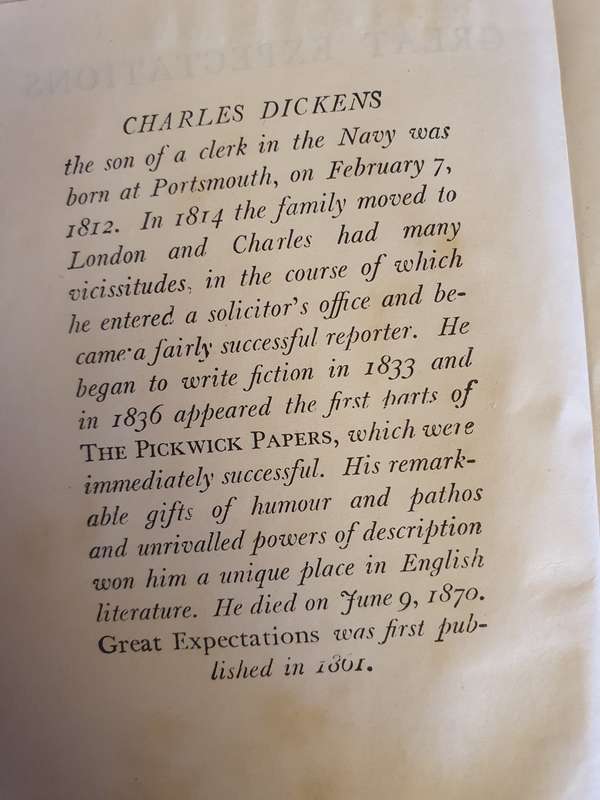 CHARLES DICKENS
the son of a clerk in the Navy was
born at Portsmouth, on February 7,
1812. In 1814 the family moved to
London and Charles had many
vicissitudes, in the course of which
he entered a solicitor's office and be-
came a fairly successful reporter. He
began to write fiction in 1833 and
in 1836 appeared the first parts of
THE PICKWICK PAPERS, which were
immediately successful. His remark-
able gifts of humour and pathos
and unrivalled powers of description
won him a unique place in English
literature. He died on June 9, 1870.
Great Expectations was first pub-
lished in 1861.